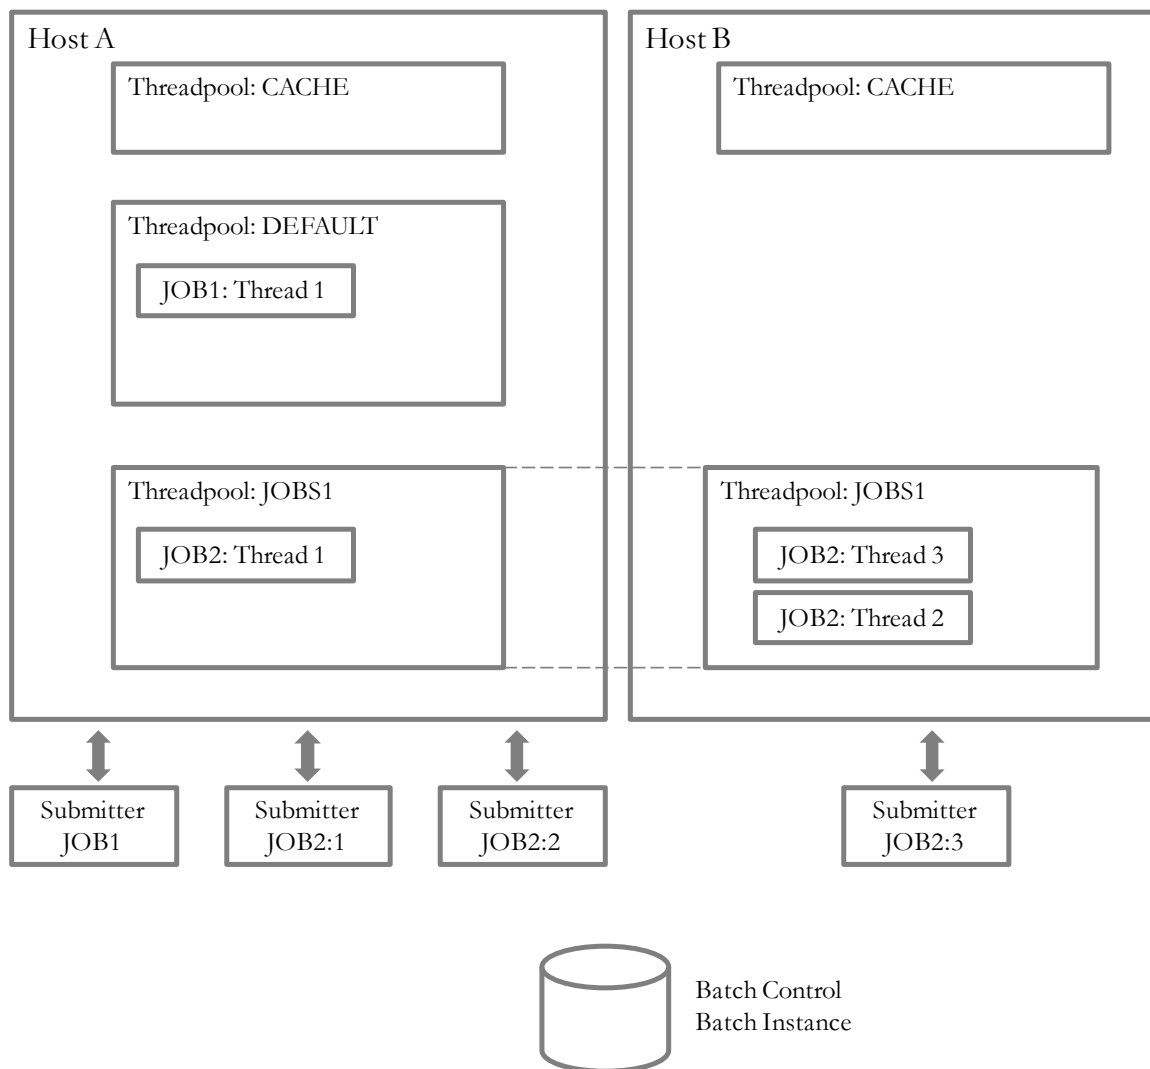 Host A
Threadpool: CACHE
Threadpool: DEFAULT
JOB1: Thread 1
Threadpool: JOBS1
JOB2: Thread 1
Host B
Threadpool: CACHE
Threadpool: JOBS1
JOB2: Thread 3
JOB2: Thread 2
Submitter
JOB1
Submitter
JOB2:1
Submitter
JOB2:2
Submitter
JOB2:3
Batch Control
Batch Instance